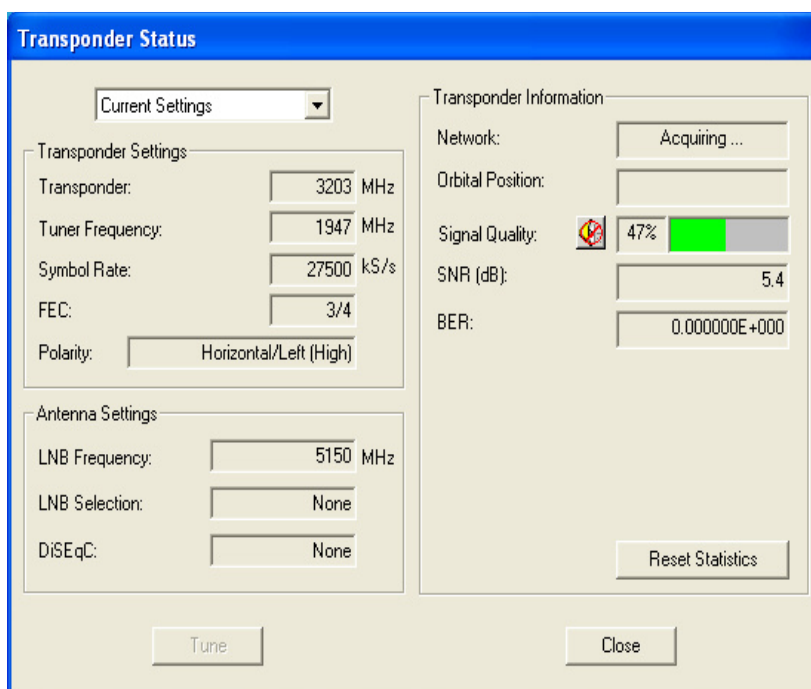 Transponder Status
Current Settings
Transponder Settings
Transponder: 3203 MHz
Tuner Frequency: 1947 MHz
Symbol Rate: 27500 kS/s
FEC: 3/4
Polarity: Horizontal/Left (High)
Antenna Settings
LNB Frequency: 5150 MHz
LNB Selection: None
DiSEqC: None
Tune
Transponder Information
Network: Acquiring ...
Orbital Position:
Signal Quality: 47%
SNR (dB): 5.4
BER: 0.000000E+000
Reset Statistics
Close